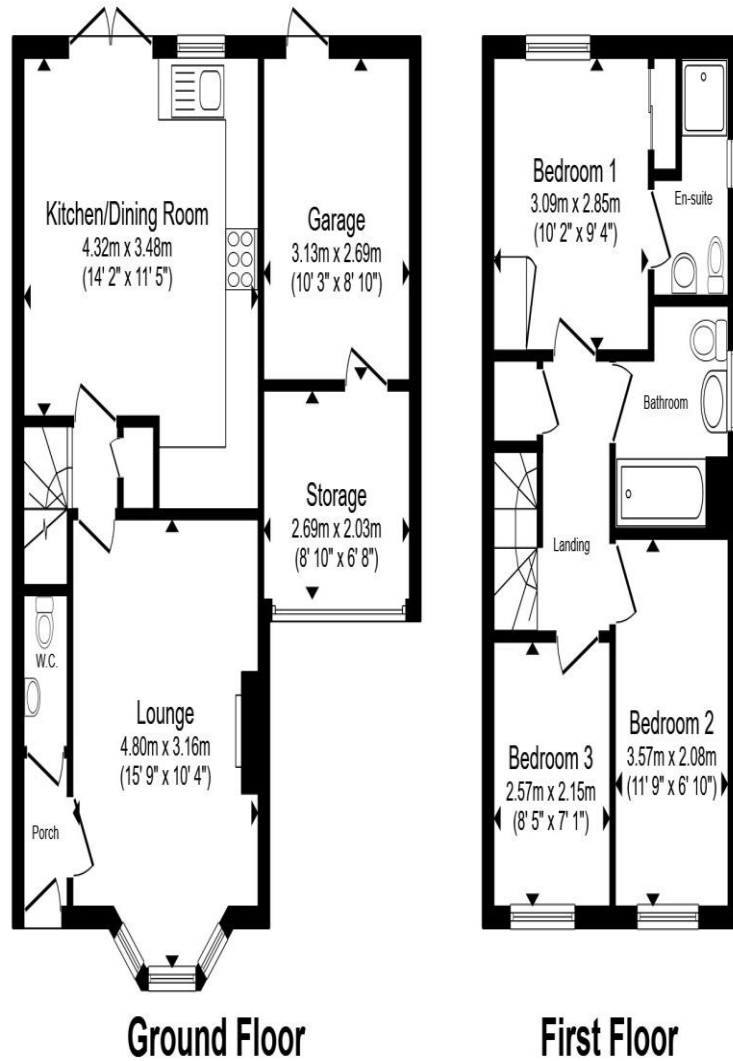 Kitchen/Dining Room
4.32m x 3.48m
(14' 2" x 11' 5")
Garage
3.13m x 2.69m
(10' 3" x 8' 10")
Storage
2.69m x 2.03m
(8' 10" x 6' 8")
W.C.
Lounge
4.80m x 3.16m
(15' 9" x 10' 4")
Porch
Ground Floor
Bedroom 1
3.09m x 2.85m
(10' 2" x 9' 4")
En-suite
Bathroom
Landing
Bedroom 2
3.57m x 2.08m
(11' 9" x 6' 10")
Bedroom 3
2.57m x 2.15m
(8' 5" x 7' 1")
First Floor